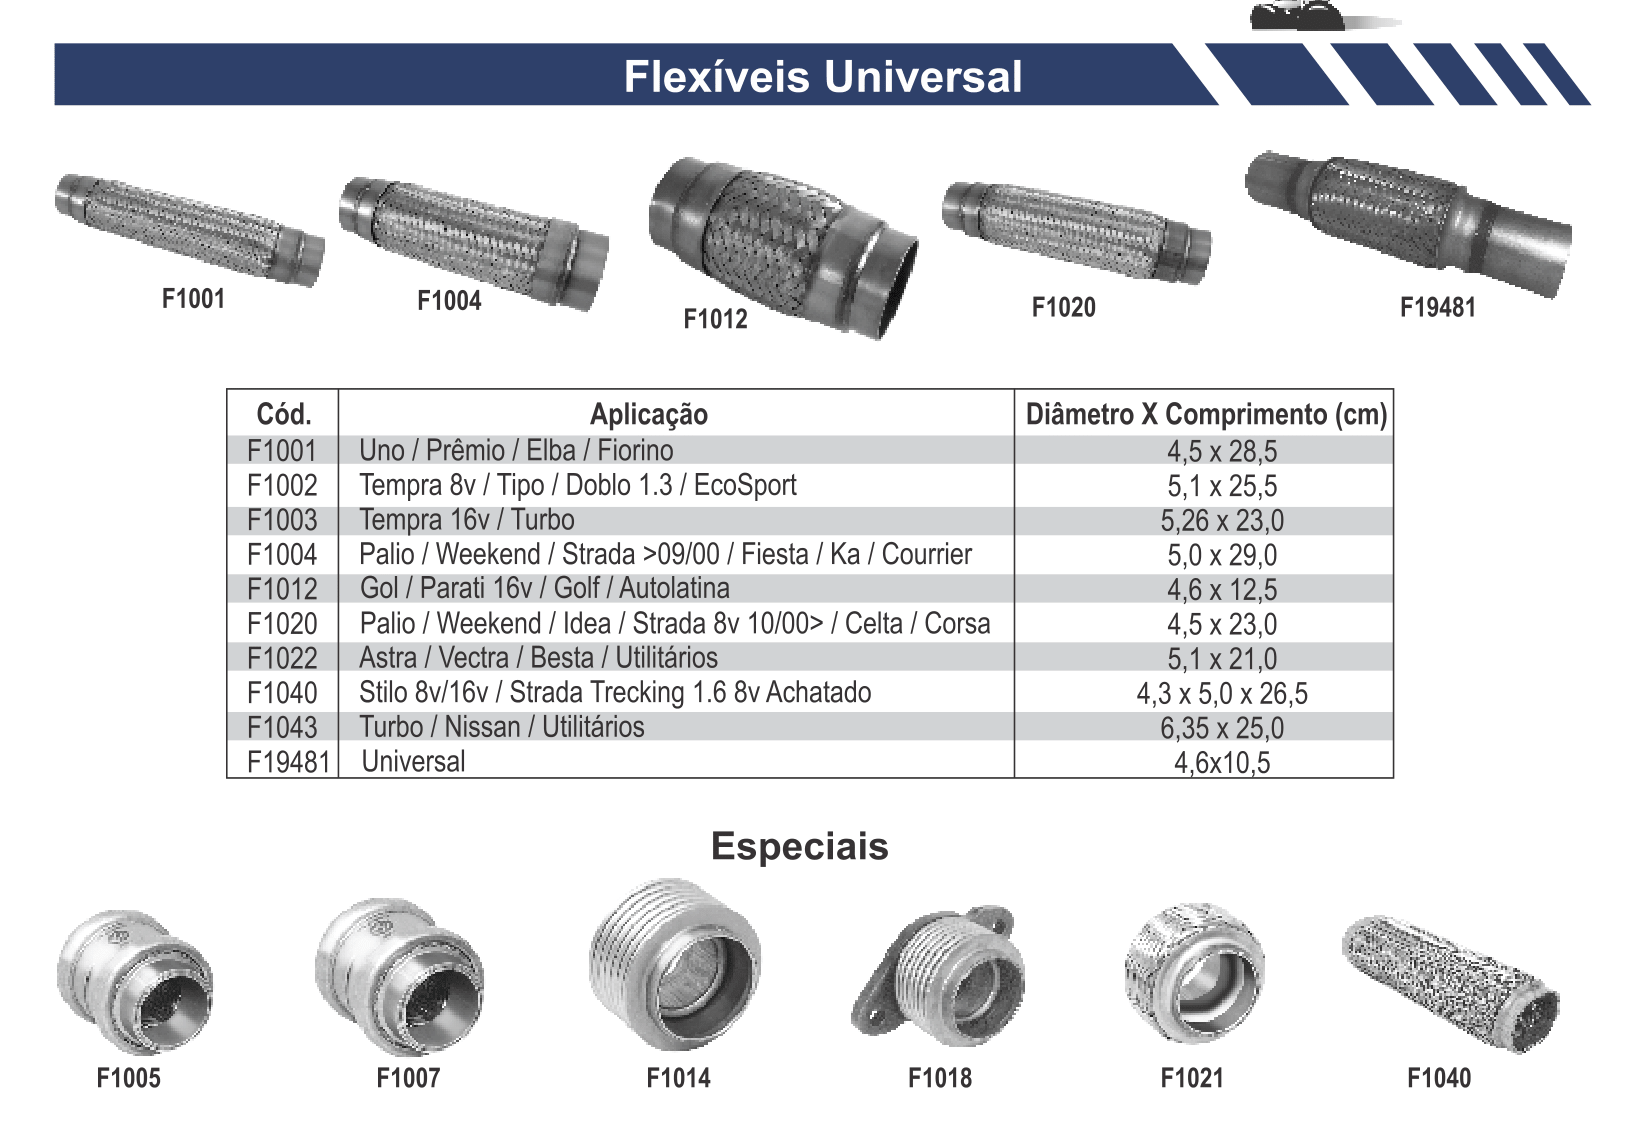 Flexíveis Universal
F1001
F1004
F1012
F1020
F19481
Cód. Aplicação Diâmetro X Comprimento (cm)
F1001 Uno / Prêmio / Elba / Fiorino 4,5 x 28,5
F1002 Tempra 8v / Tipo / Doblo 1.3 / EcoSport 5,1 x 25,5
F1003 Tempra 16v / Turbo 5,26 x 23,0
F1004 Palio / Weekend / Strada >09/00 / Fiesta / Ka / Courrier 5,0 x 29,0
F1012 Gol / Parati 16v / Golf / Autolatina 4,6 x 12,5
F1020 Palio / Weekend / Idea / Strada 8v 10/00> / Celta / Corsa 4,5 x 23,0
F1022 Astra / Vectra / Besta / Utilitários 5,1 x 21,0
F1040 Stilo 8v/16v / Strada Trecking 1.6 8v Achatado 4,3 x 5,0 x 26,5
F1043 Turbo / Nissan / Utilitários 6,35 x 25,0
F19481 Universal 4,6x10,5
Especiais
F1005
F1007
F1014
F1018
F1021
F1040